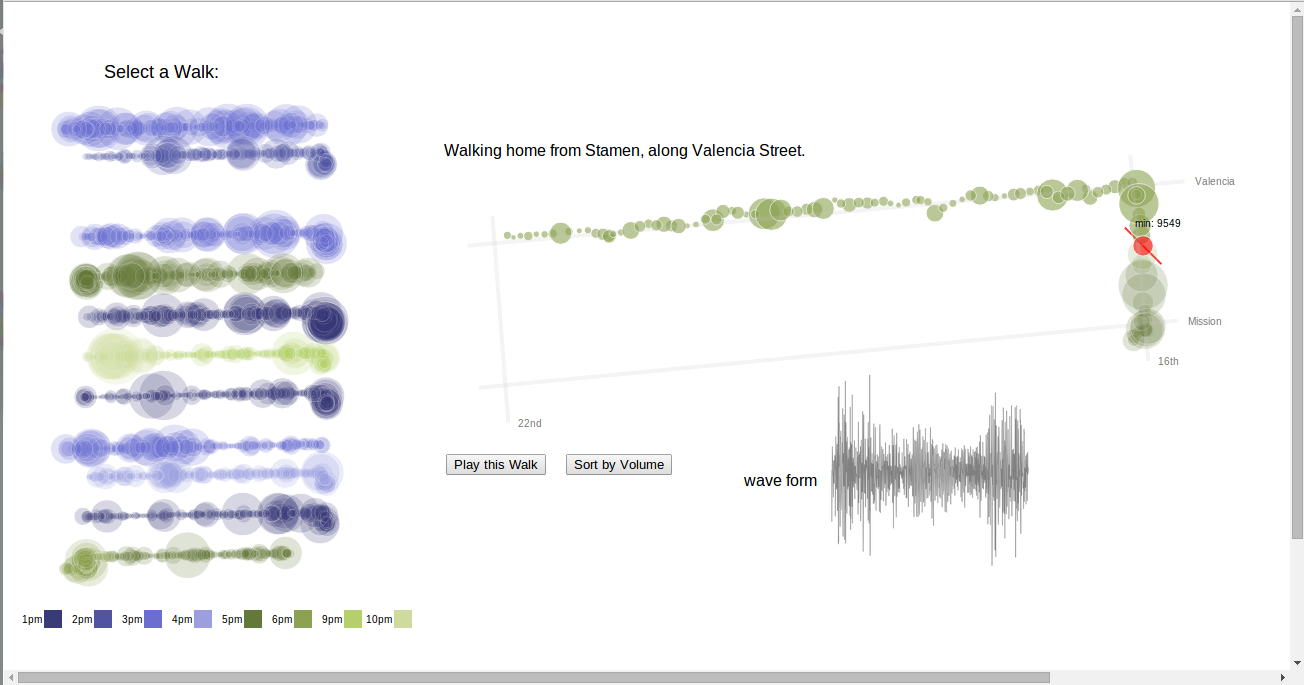 Select a Walk:
Walking home from Stamen, along Valencia Street.
Valencia
min: 9549
Mission
16th
22nd
Play this Walk
Sort by Volume
wave form
1pm 2pm 3pm 4pm 5pm 6pm 9pm 10pm